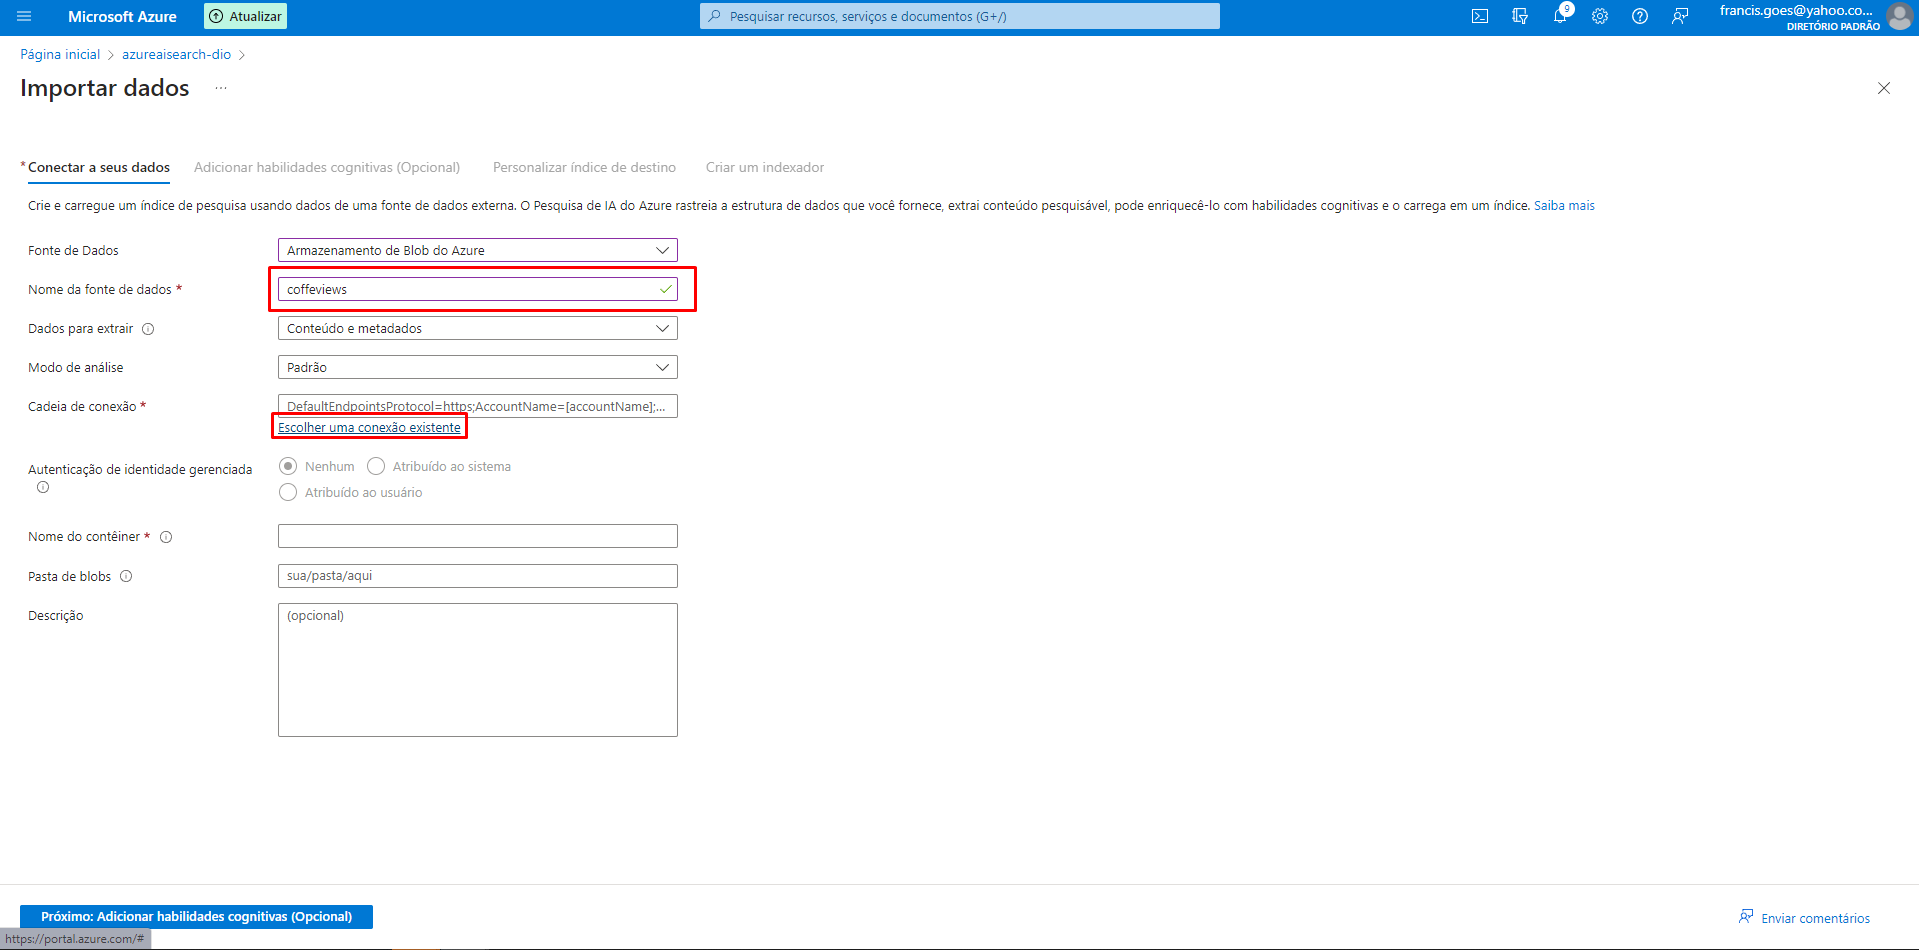 Microsoft Azure
Atualizar
Pesquisar recursos, serviços e documentos (G+/)
9
francis.goes@yahoo.co...
DIRETÓRIO PADRÃO
Página inicial > azureaisearch-dio >
Importar dados ...
* Conectar a seus dados Adicionar habilidades cognitivas (Opcional) Personalizar índice de destino Criar um indexador
Crie e carregue um índice de pesquisa usando dados de uma fonte de dados externa. O Pesquisa de IA do Azure rastreia a estrutura de dados que você fornece, extrai conteúdo pesquisável, pode enriquecê-lo com habilidades cognitivas e o carrega em um índice. Saiba mais
Fonte de Dados Armazenamento de Blob do Azure
Nome da fonte de dados * coffeviews
Dados para extrair Conteúdo e metadados
Modo de análise Padrão
Cadeia de conexão * DefaultEndpointsProtocol=https;AccountName=[accountName];...
Escolher uma conexão existente
Autenticação de identidade gerenciada Nenhum Atribuído ao sistema
Atribuído ao usuário
Nome do contêiner *
Pasta de blobs sua/pasta/aqui
Descrição (opcional)
Próximo: Adicionar habilidades cognitivas (Opcional)
Enviar comentários
https://portal.azure.com/#